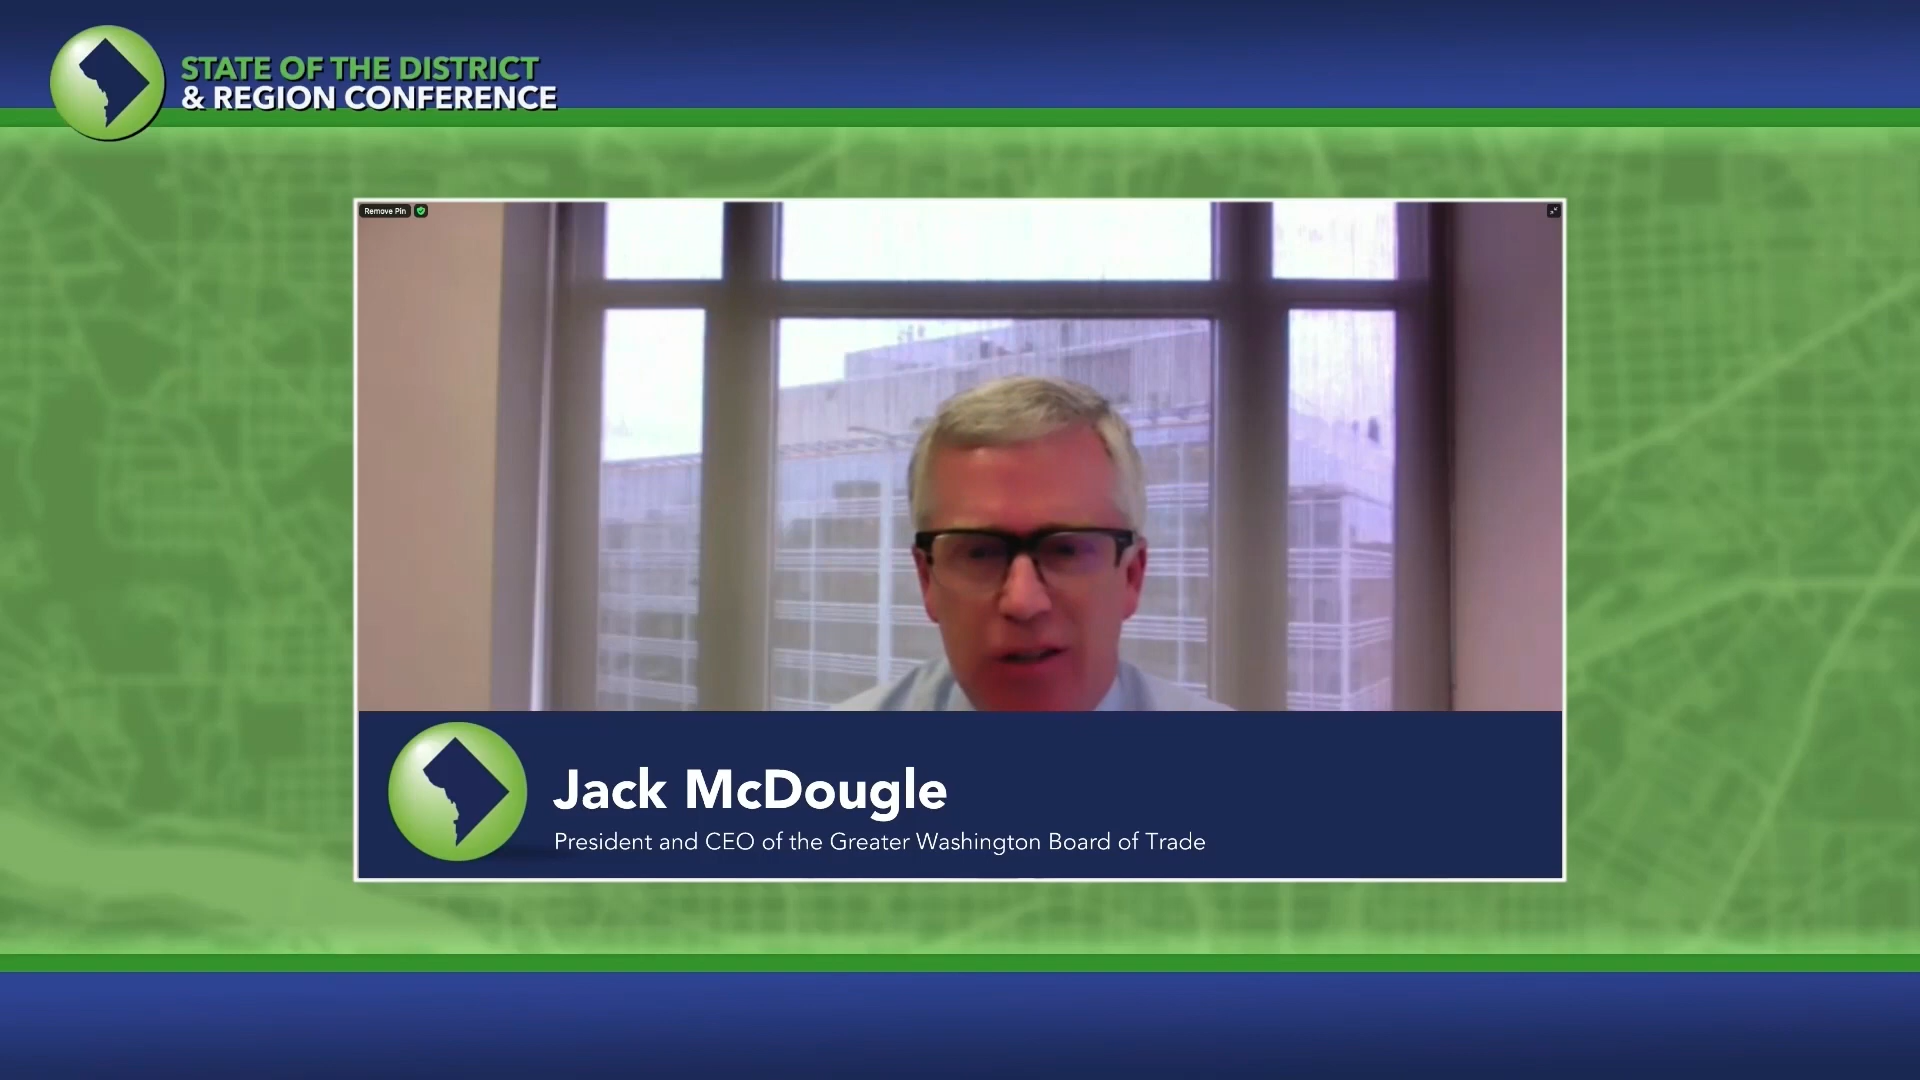 STATE OF THE DISTRICT
& REGION CONFERENCE
Remove Pin
Jack McDougle
President and CEO of the Greater Washington Board of Trade